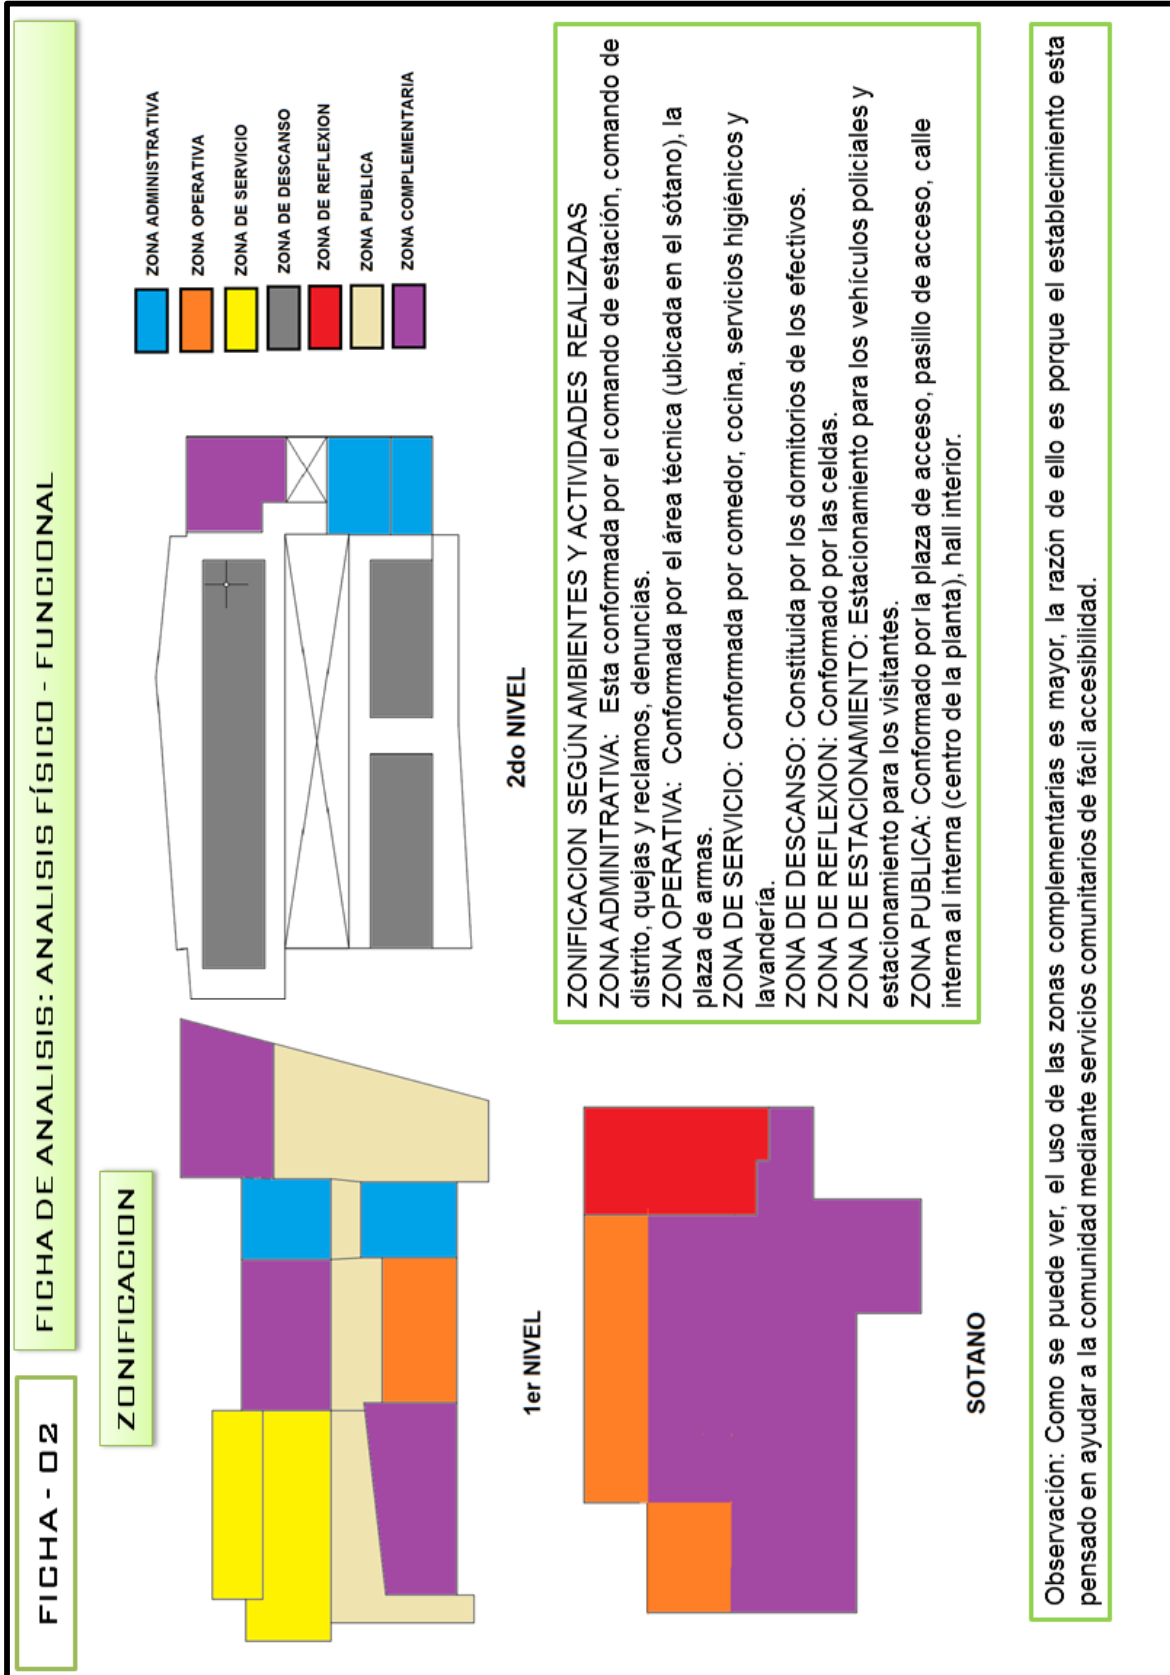 FICHA - 02
FICHA DE ANALISIS: ANALISIS FÍSICO - FUNCIONAL
ZONIFICACION
ZONA ADMINISTRATIVA
ZONA OPERATIVA
ZONA DE SERVICIO
ZONA DE DESCANSO
ZONA DE REFLEXION
ZONA PUBLICA
ZONA COMPLEMENTARIA
1er NIVEL
2do NIVEL
SOTANO
ZONIFICACION SEGÚN AMBIENTES Y ACTIVIDADES REALIZADAS
ZONA ADMINITRATIVA: Esta conformada por el comando de estación, comando de
distrito, quejas y reclamos, denuncias.
ZONA OPERATIVA: Conformada por el área técnica (ubicada en el sótano), la
plaza de armas.
ZONA DE SERVICIO: Conformada por comedor, cocina, servicios higiénicos y
lavandería.
ZONA DE DESCANSO: Constituida por los dormitorios de los efectivos.
ZONA DE REFLEXION: Conformado por las celdas.
ZONA DE ESTACIONAMIENTO: Estacionamiento para los vehículos policiales y
estacionamiento para los visitantes.
ZONA PUBLICA: Conformado por la plaza de acceso, pasillo de acceso, calle
interna al interna (centro de la planta), hall interior.
Observación: Como se puede ver, el uso de las zonas complementarias es mayor, la razón de ello es porque el establecimiento esta
pensado en ayudar a la comunidad mediante servicios comunitarios de fácil accesibilidad.